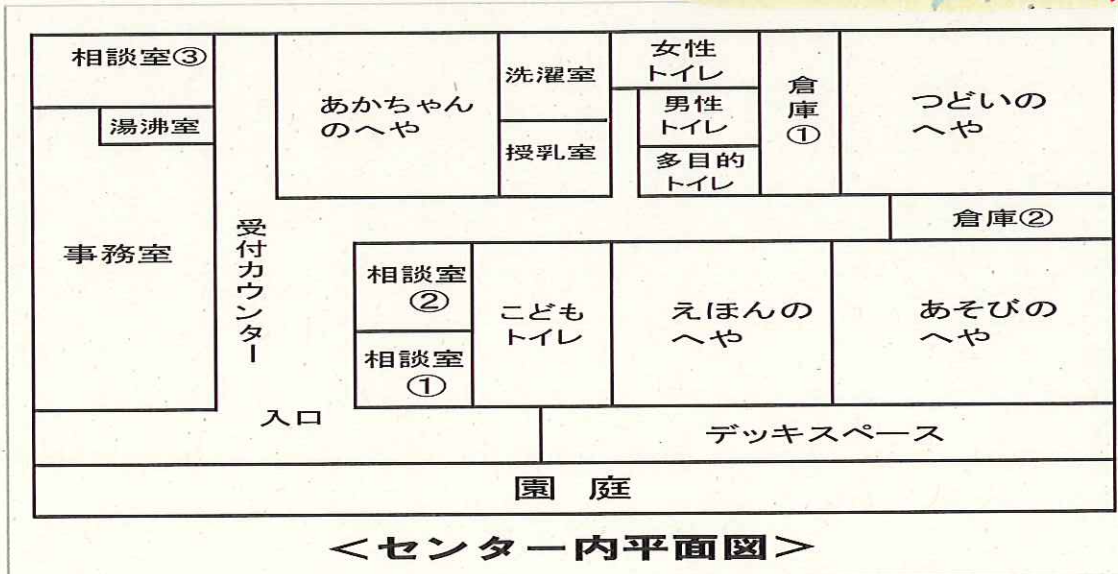 相談室③
湯沸室
事務室
受付カウンター
あかちゃん
のへや
洗濯室
授乳室
女性
トイレ
男性
トイレ
多目的
トイレ
倉庫①
つどいの
へや
倉庫②
相談室
②
相談室
①
こども
トイレ
えほんの
へや
あそびの
へや
入口
デッキスペース
園 庭
＜センター内平面図＞